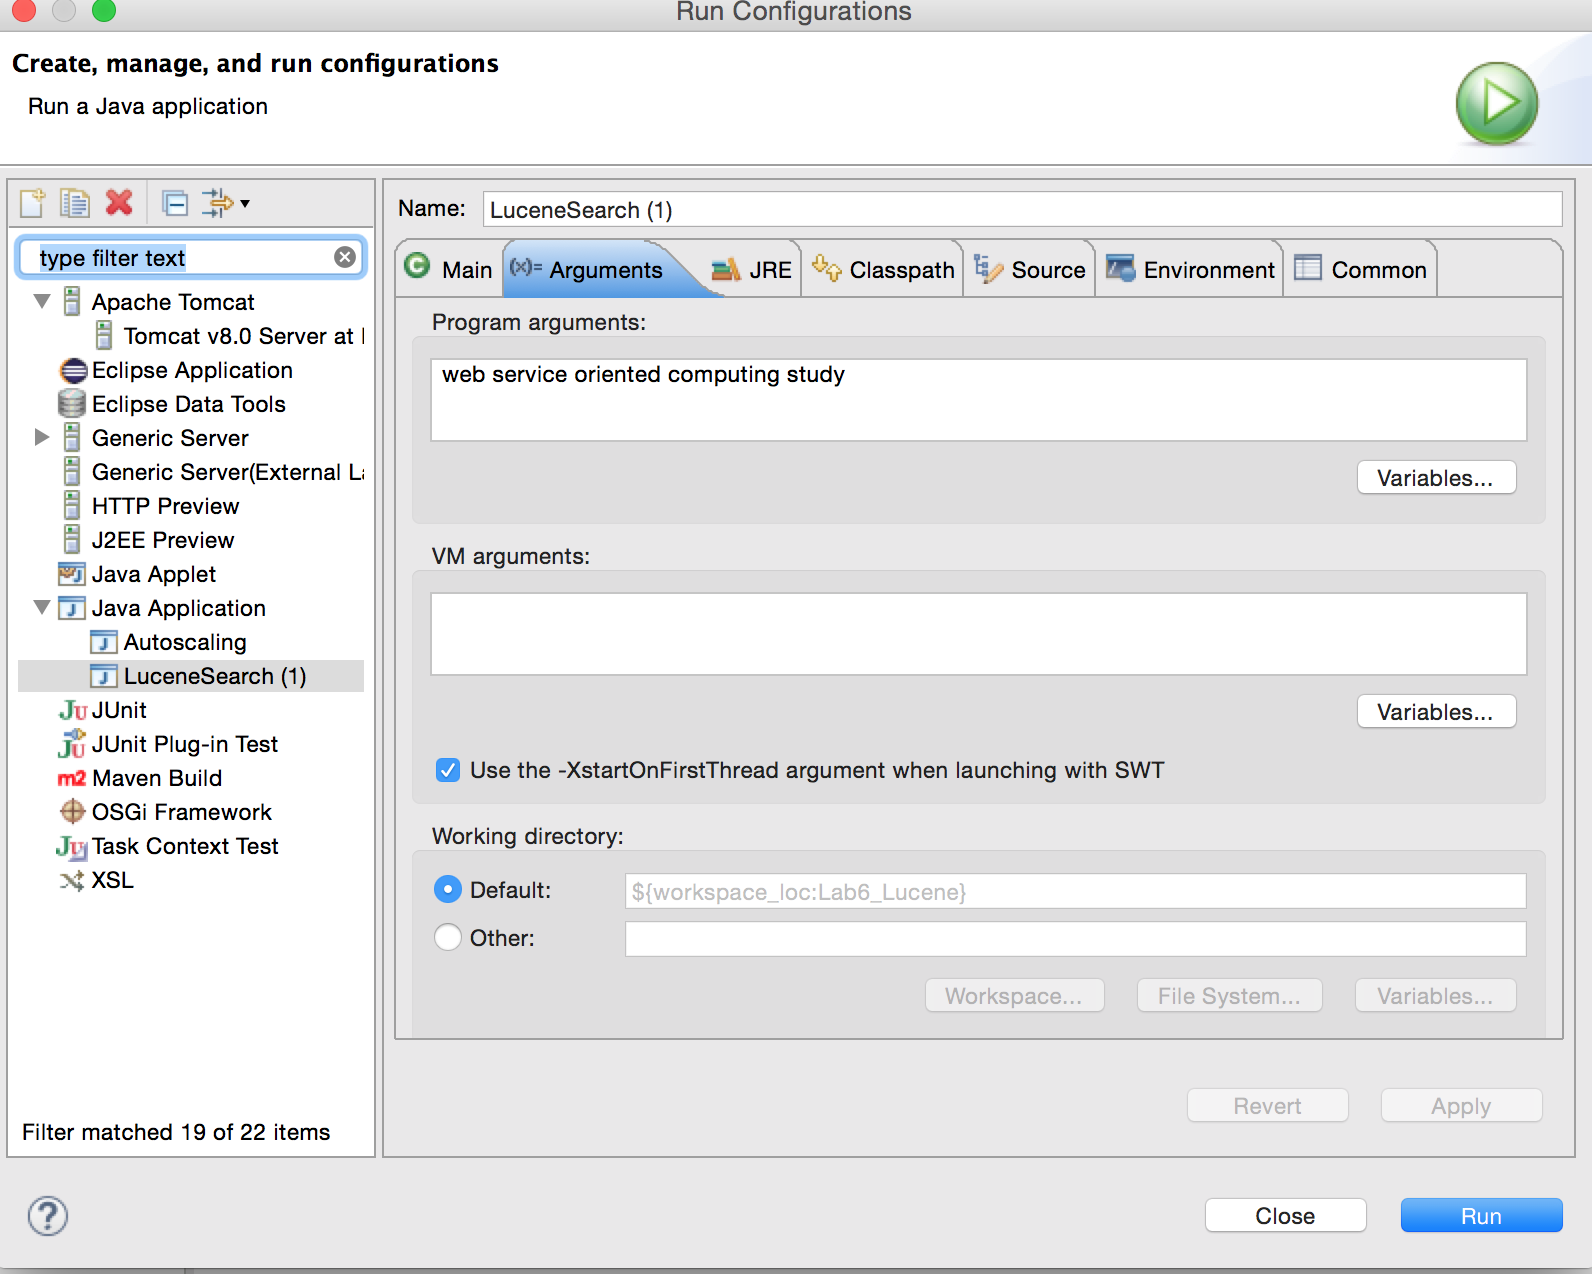 Run Configurations
Create, manage, and run configurations
Run a Java application
type filter text
Apache Tomcat
Tomcat v8.0 Server at
Eclipse Application
Eclipse Data Tools
Generic Server
Generic Server(External
HTTP Preview
J2EE Preview
Java Applet
Java Application
Autoscaling
LuceneSearch (1)
JUnit
JUnit Plug-in Test
m2 Maven Build
OSGi Framework
Task Context Test
XSL
Filter matched 19 of 22 items
Name: LuceneSearch (1)
Main (x)= Arguments JRE Classpath Source Environment Common
Program arguments:
web service oriented computing study
Variables...
VM arguments:
Variables...
Use the -XstartOnFirstThread argument when launching with SWT
Working directory:
Default: ${workspace_loc:Lab6_Lucene}
Other:
Workspace... File System... Variables...
Revert Apply
? Close Run